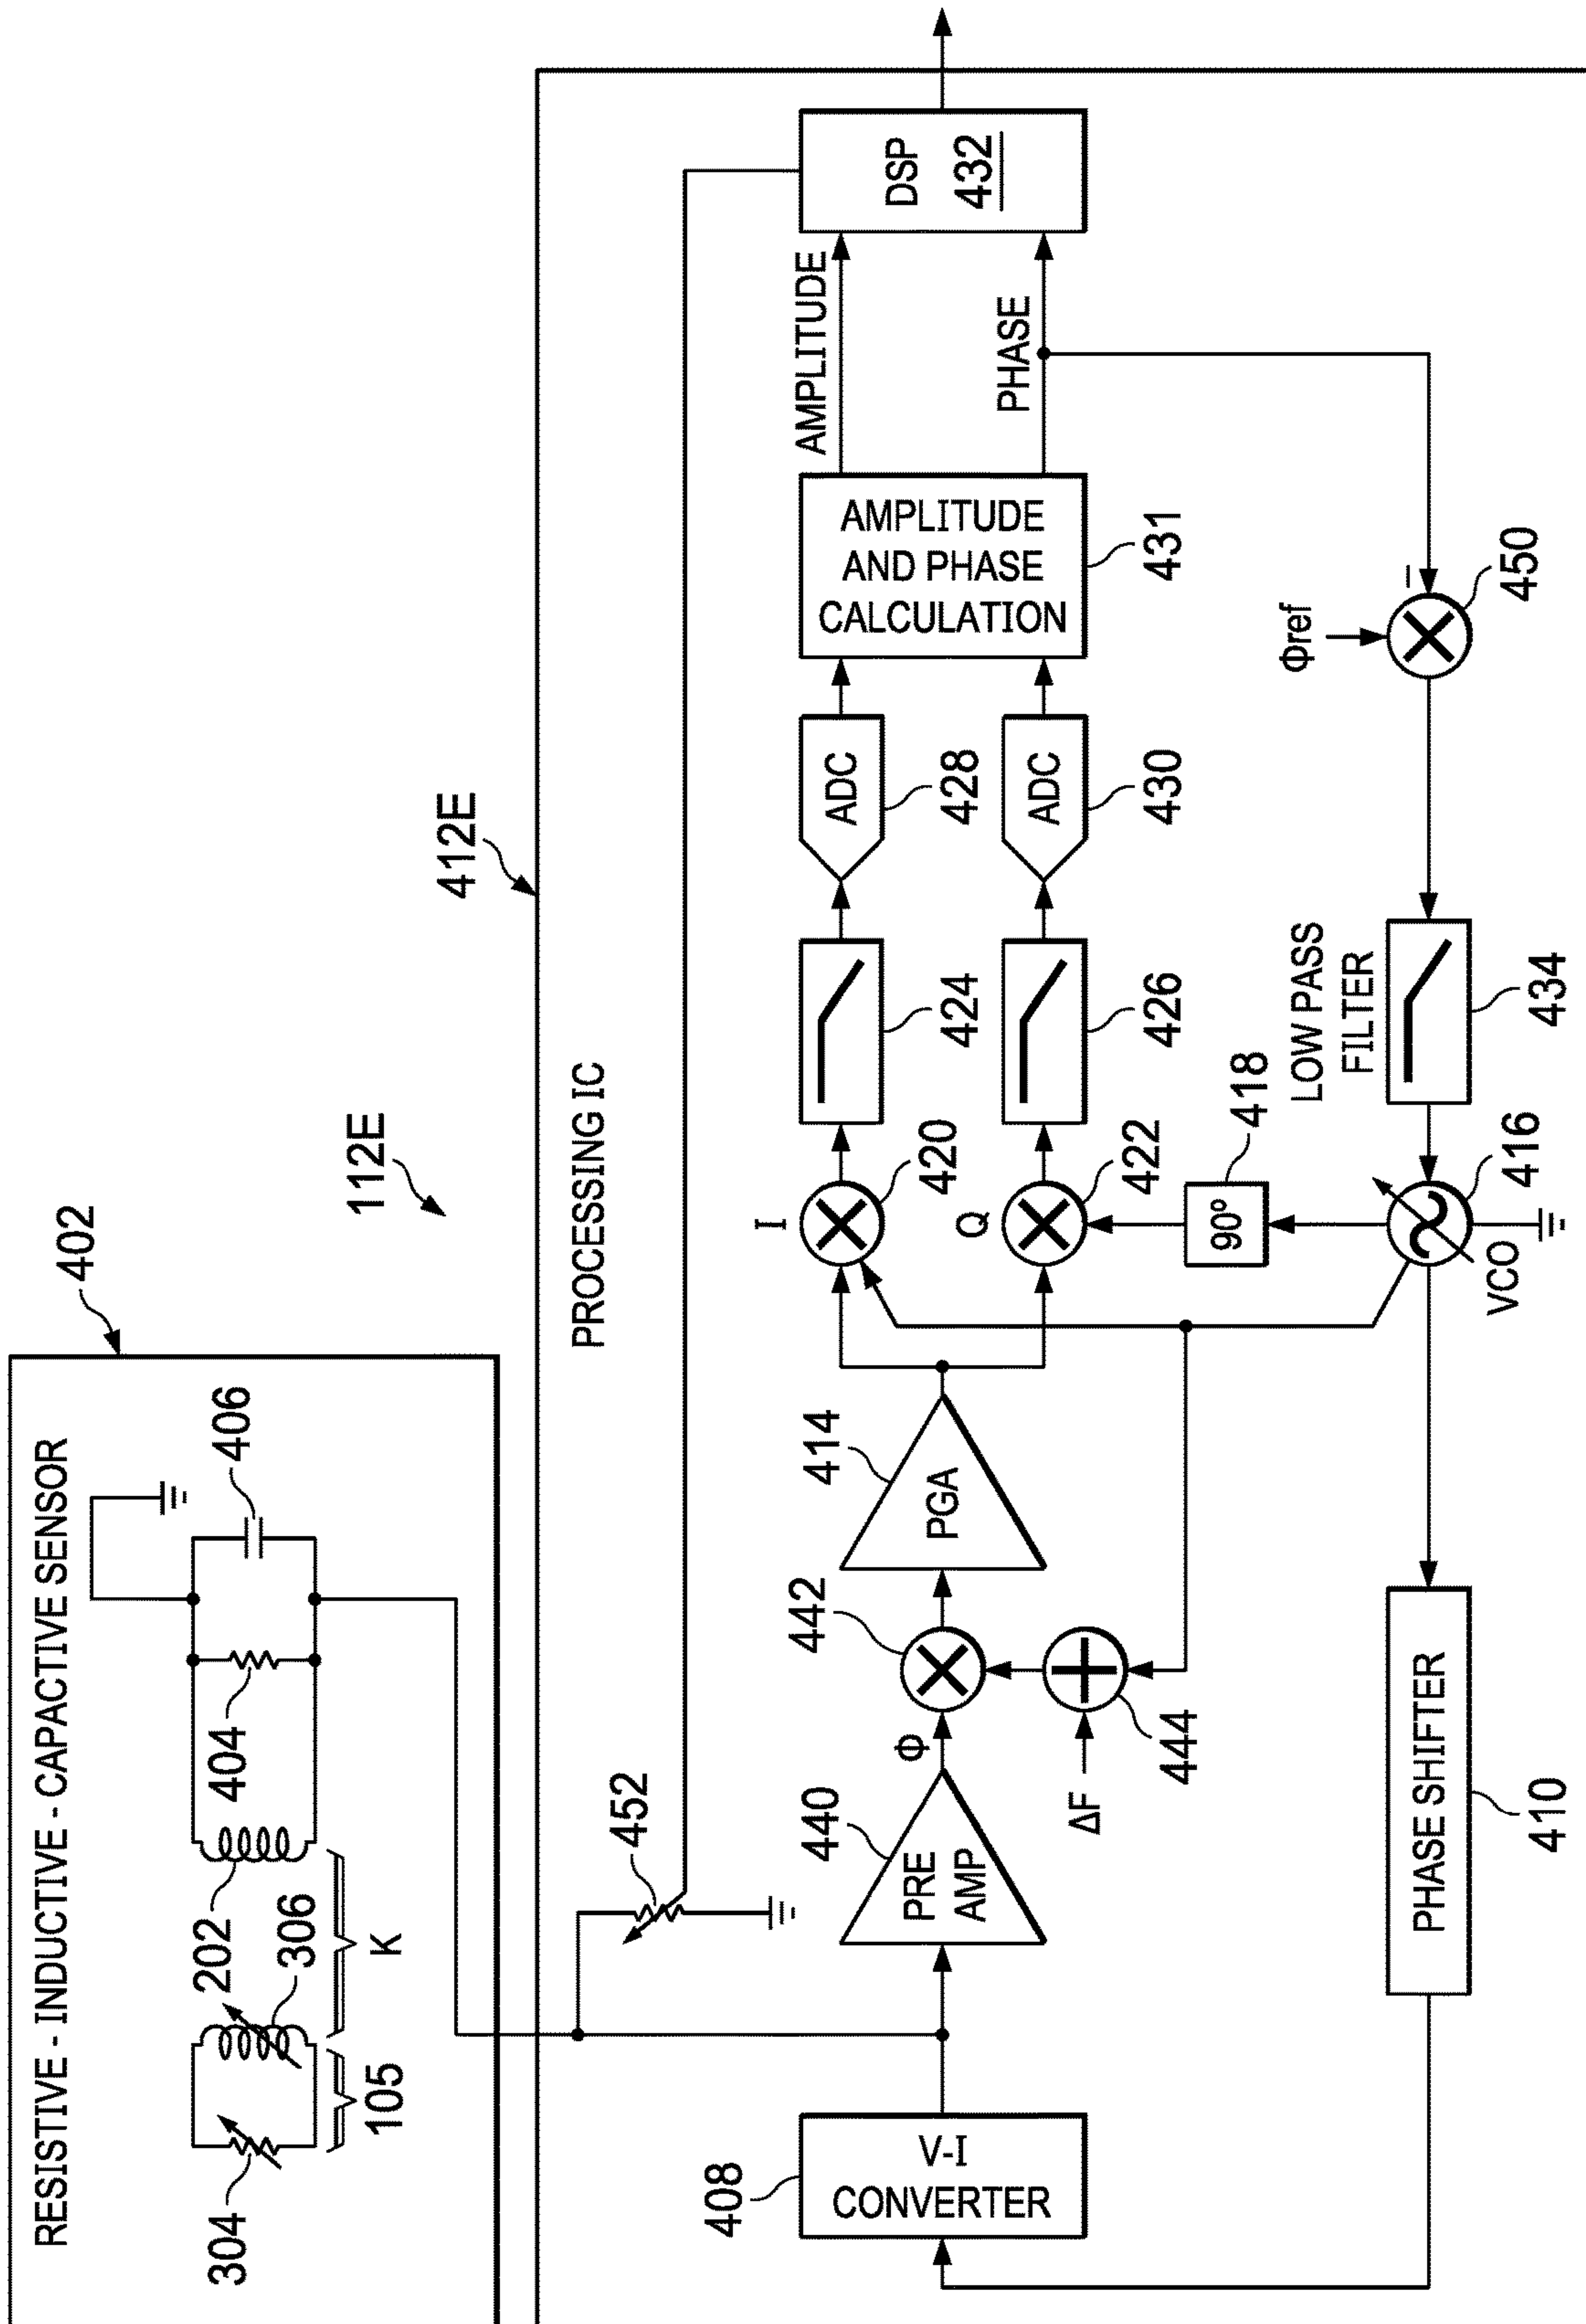 RESISTIVE - INDUCTIVE - CAPACTIVE SENSOR
402
304
105
306
202
K
404
406
112E
412E
PROCESSING IC
452
408
V-I
CONVERTER
440
PRE
AMP
Φ
442
ΔF
444
414
PGA
I
420
Q
422
424
426
ADC
428
ADC
430
AMPLITUDE
AND PHASE
CALCULATION
431
AMPLITUDE
PHASE
DSP
432
PHASE SHIFTER
410
VCO
416
90º
418
LOW PASS
FILTER
434
Φref
−
450